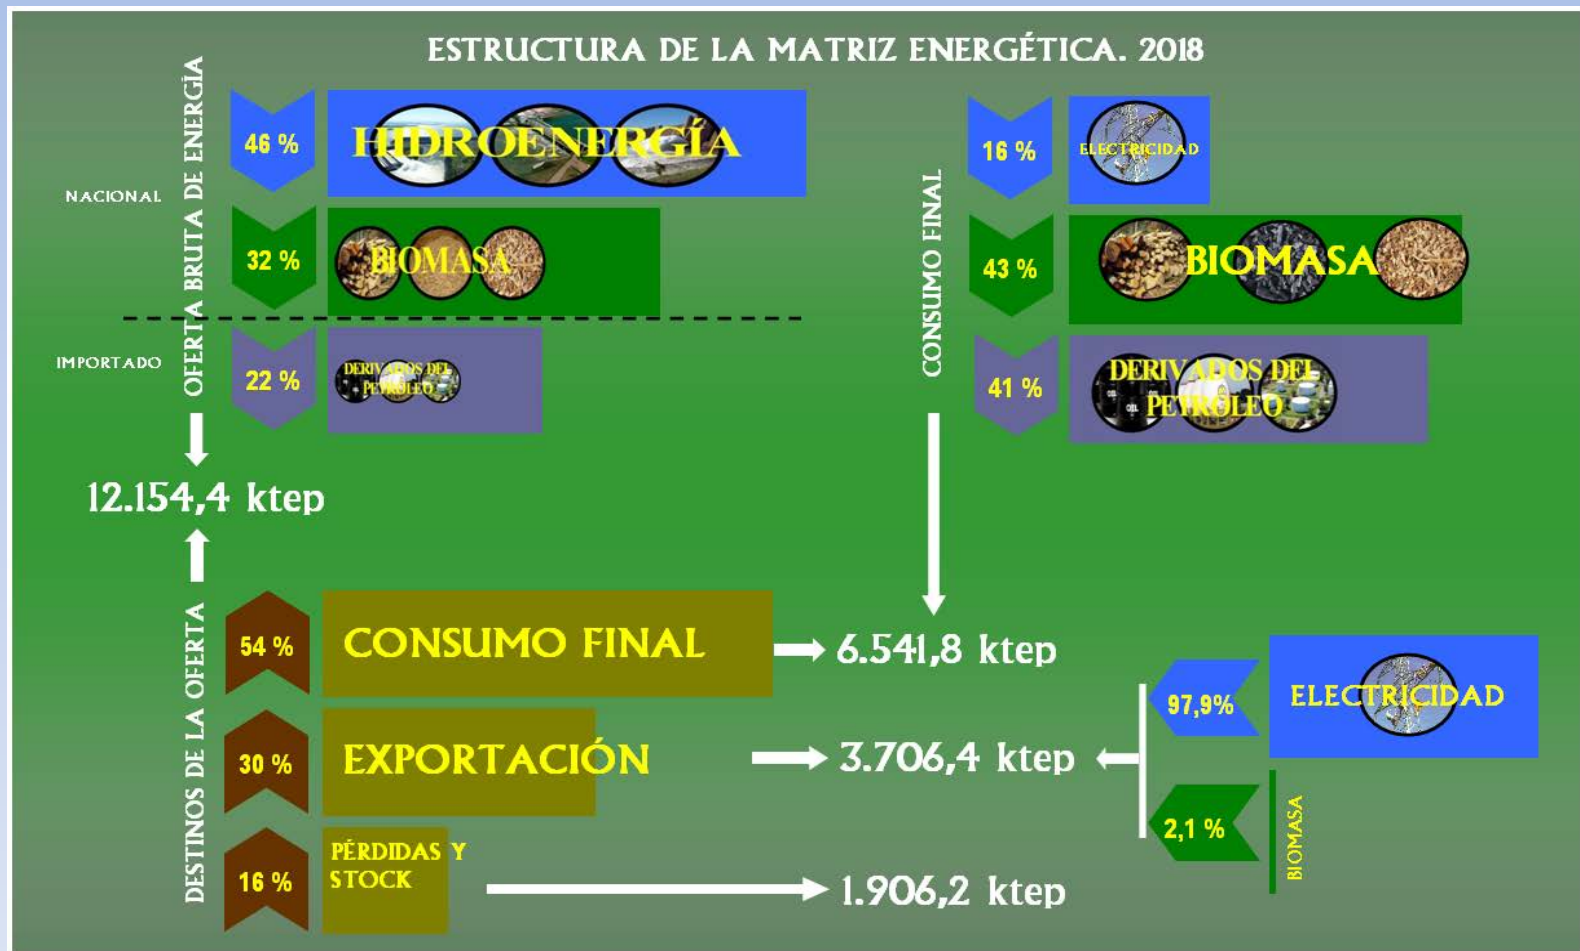 ESTRUCTURA DE LA MATRIZ ENERGÉTICA. 2018
OFERTA BRUTA DE ENERGÍA
NACIONAL
46 %
HIDROENERGÍA
32 %
BIOMASA
IMPORTADO
22 %
DERIVADOS DEL
PETRÓLEO
12.154,4 ktep
CONSUMO FINAL
16 %
ELECTRICIDAD
43 %
BIOMASA
41 %
DERIVADOS DEL
PETRÓLEO
OIL
OIL
DESTINOS DE LA OFERTA
54 %
CONSUMO FINAL
6.541,8 ktep
30 %
EXPORTACIÓN
3.706,4 ktep
97,9%
ELECTRICIDAD
2,1 %
BIOMASA
16 %
PÉRDIDAS Y
STOCK
1.906,2 ktep